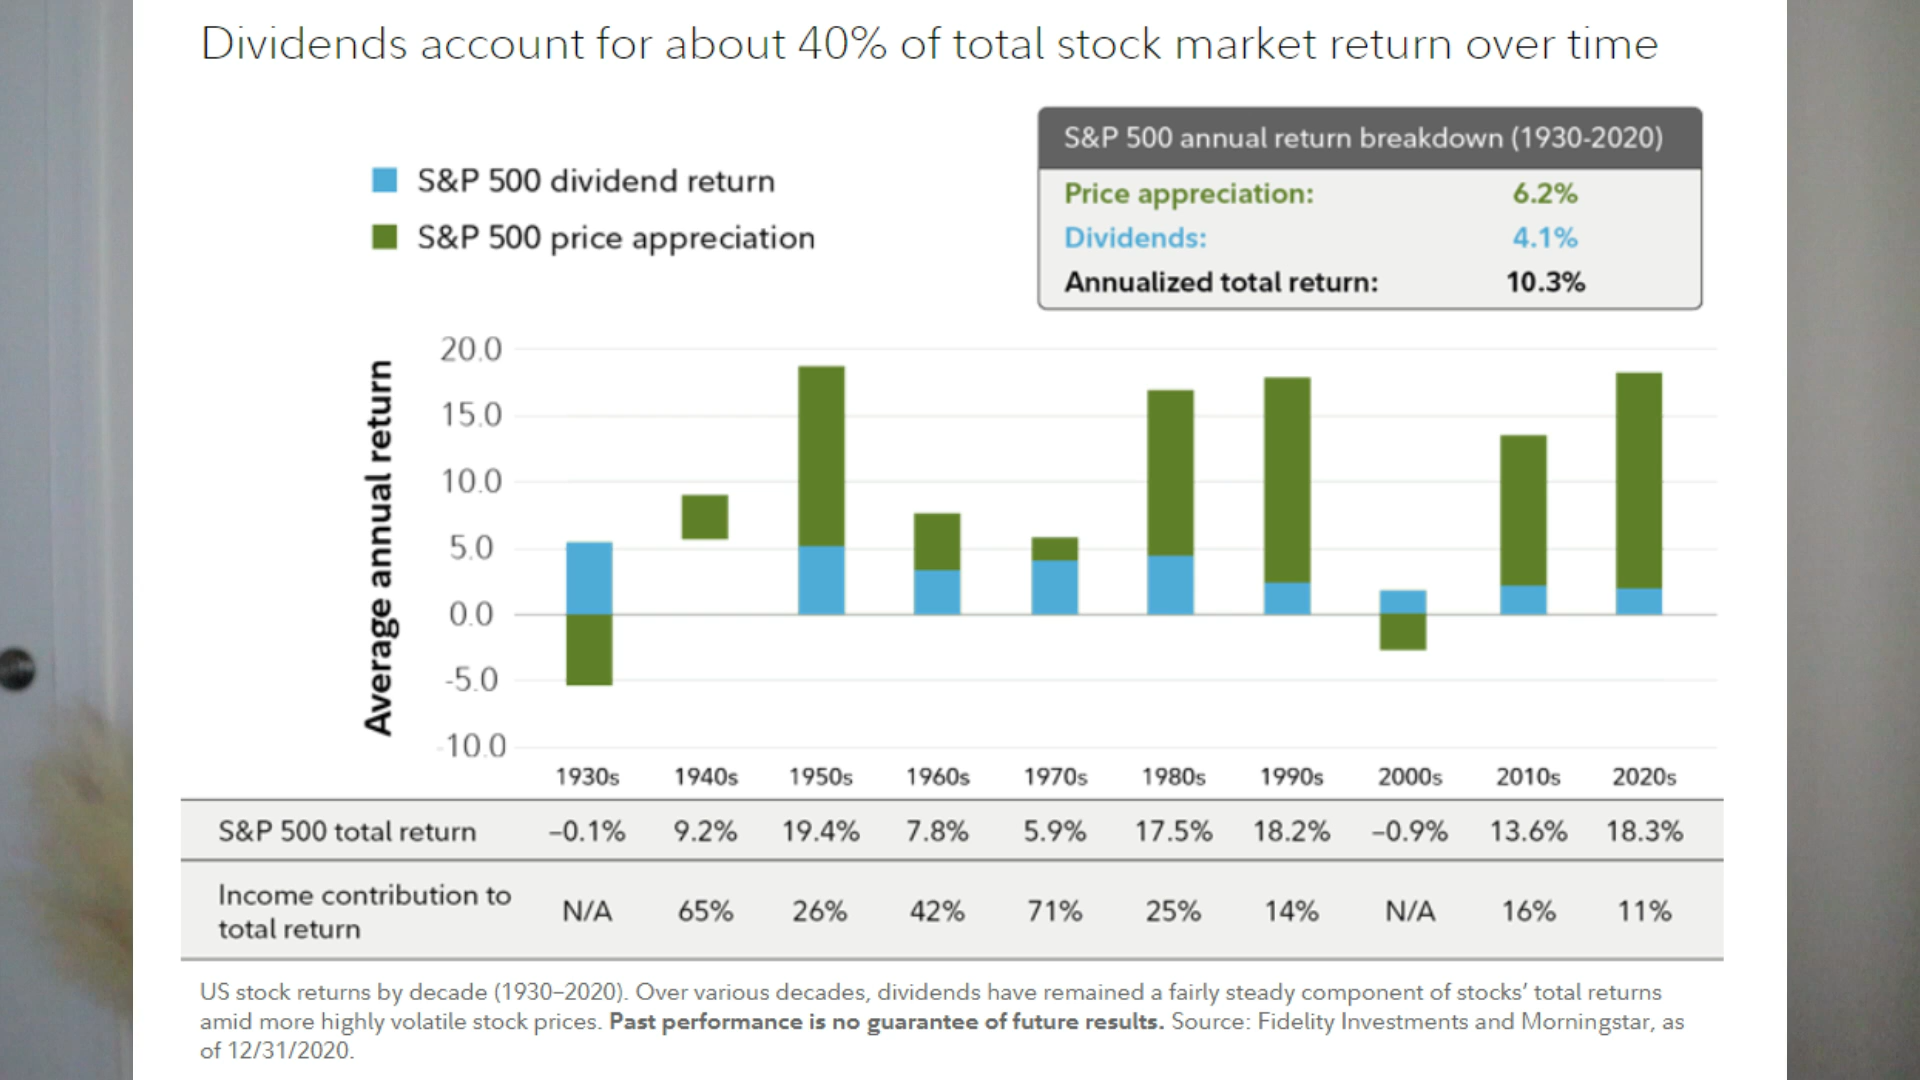 Dividends account for about 40% of total stock market return over time
S&P 500 annual return breakdown (1930-2020)
Price appreciation: 6.2%
Dividends: 4.1%
Annualized total return: 10.3%
S&P 500 dividend return
S&P 500 price appreciation
Average annual return
20.0
15.0
10.0
5.0
0.0
-5.0
-10.0
1930s 1940s 1950s 1960s 1970s 1980s 1990s 2000s 2010s 2020s
S&P 500 total return –0.1% 9.2% 19.4% 7.8% 5.9% 17.5% 18.2% –0.9% 13.6% 18.3%
Income contribution to
total return
N/A 65% 26% 42% 71% 25% 14% N/A 16% 11%
US stock returns by decade (1930–2020). Over various decades, dividends have remained a fairly steady component of stocks' total returns
amid more highly volatile stock prices. Past performance is no guarantee of future results. Source: Fidelity Investments and Morningstar, as
of 12/31/2020.